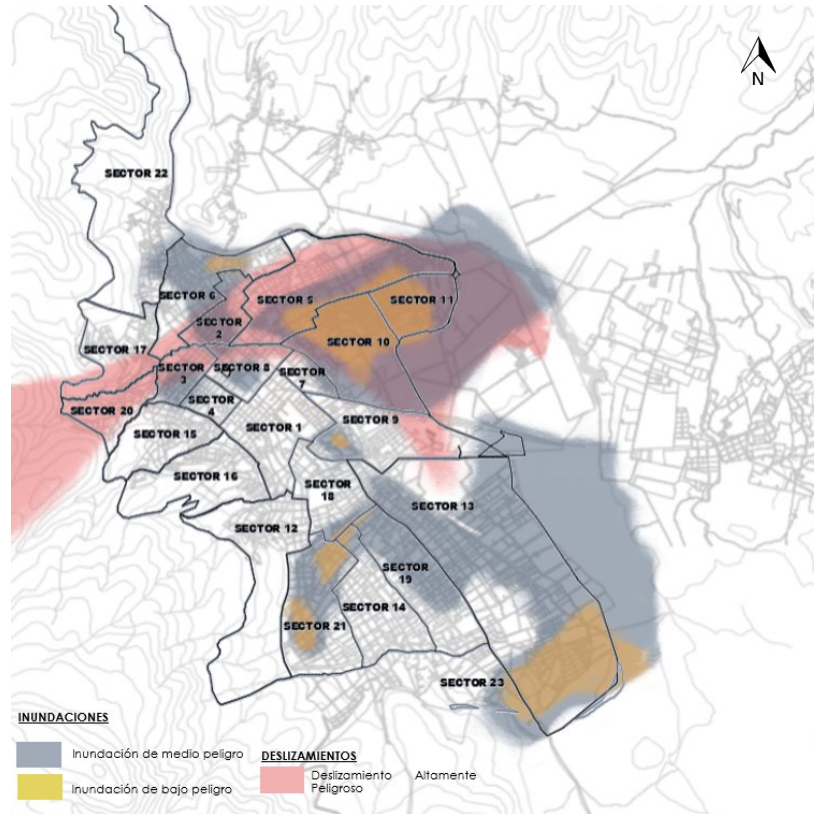 N
SECTOR 22
SECTOR 6
SECTOR 5
SECTOR 11
SECTOR
2
SECTOR 10
SECTOR 17
SECTOR
3
SECTOR 8
SECTOR
7
SECTOR 20
SECTOR
4
SECTOR 9
SECTOR 15
SECTOR 1
SECTOR 16
SECTOR
18
SECTOR 13
SECTOR 12
SECTOR
19
SECTOR 14
SECTOR 21
SECTOR 23
INUNDACIONES
Inundación de medio peligro
Inundación de bajo peligro
DESLIZAMIENTOS
Deslizamiento Altamente
Peligroso